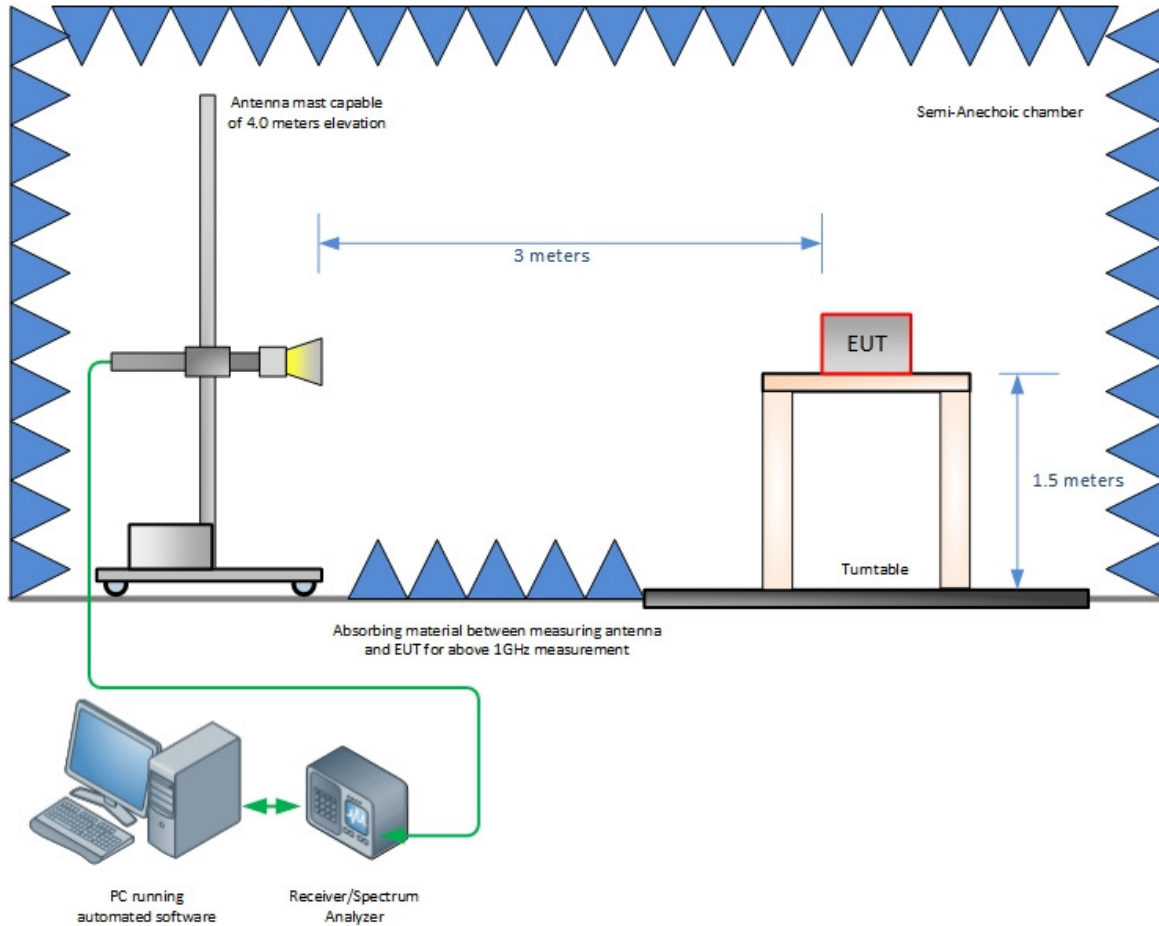 Antenna mast capable
of 4.0 meters elevation
Semi-Anechoic chamber
3 meters
EUT
1.5 meters
Turntable
Absorbing material between measuring antenna
and EUT for above 1GHz measurement
PC running
automated software
Receiver/Spectrum
Analyzer